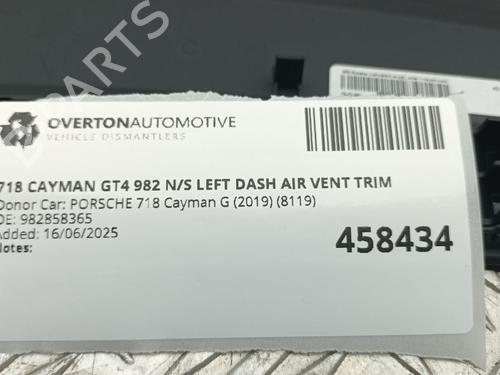 OVERTONAUTOMOTIVE
VEHICLE DISMANTLERS
718 CAYMAN GT4 982 N/S LEFT DASH AIR VENT TRIM
Donor Car: PORSCHE 718 Cayman G (2019) (8119)
OE: 982858365
Added: 16/06/2025
Notes:
458434
B-PARTS